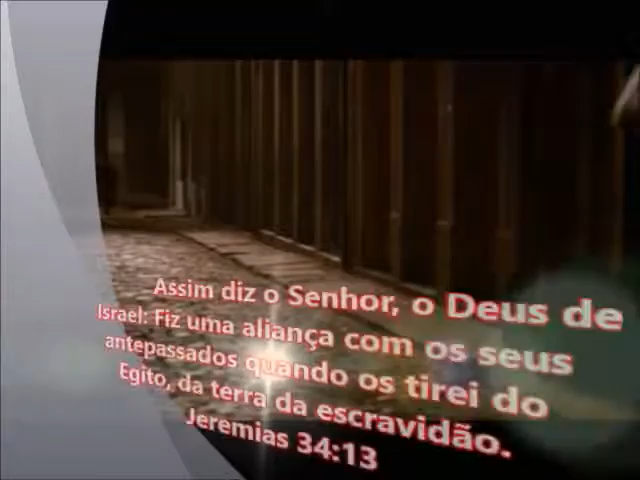 Assim diz o Senhor, o Deus de
Israel: Fiz uma aliança com os seus
antepassados quando os tirei do
Egito, da terra da escravidão.
Jeremias 34:13